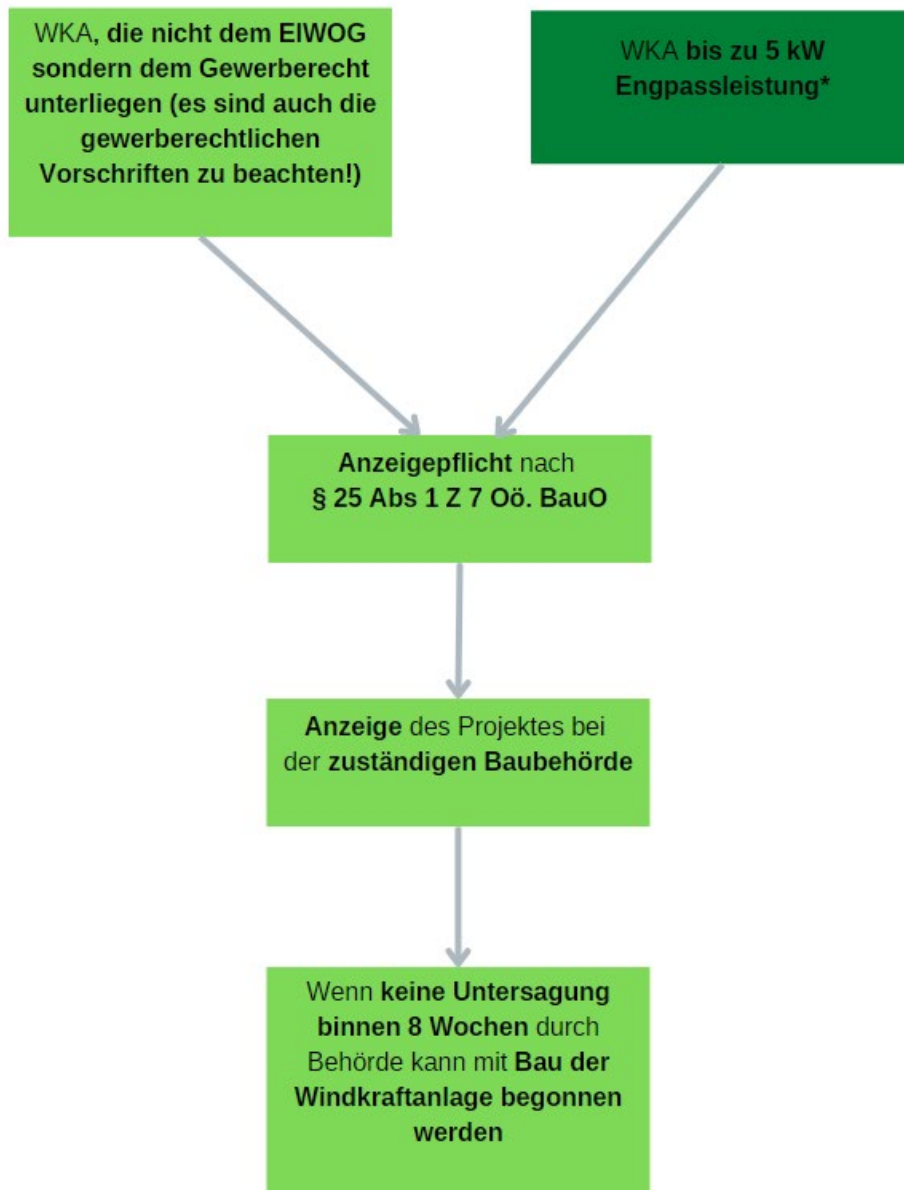 WKA, die nicht dem ElWOG
sondern dem Gewerberecht
unterliegen (es sind auch die
gewerberechtlichen
Vorschriften zu beachten!)
WKA bis zu 5 kW
Engpassleistung*
Anzeigepflicht nach
§ 25 Abs 1 Z 7 Oö. BauO
Anzeige des Projektes bei
der zuständigen Baubehörde
Wenn keine Untersagung
binnen 8 Wochen durch
Behörde kann mit Bau der
Windkraftanlage begonnen
werden